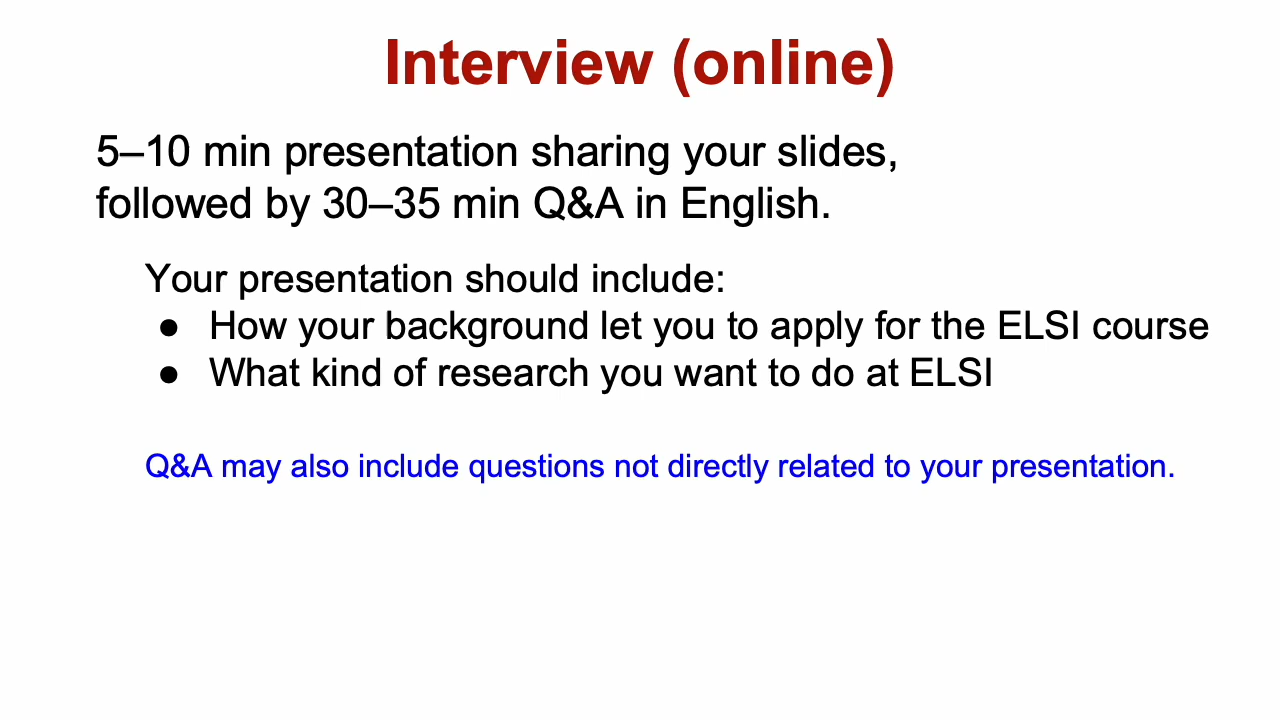 Interview (online)
5–10 min presentation sharing your slides,
followed by 30–35 min Q&A in English.
Your presentation should include:
● How your background let you to apply for the ELSI course
● What kind of research you want to do at ELSI
Q&A may also include questions not directly related to your presentation.